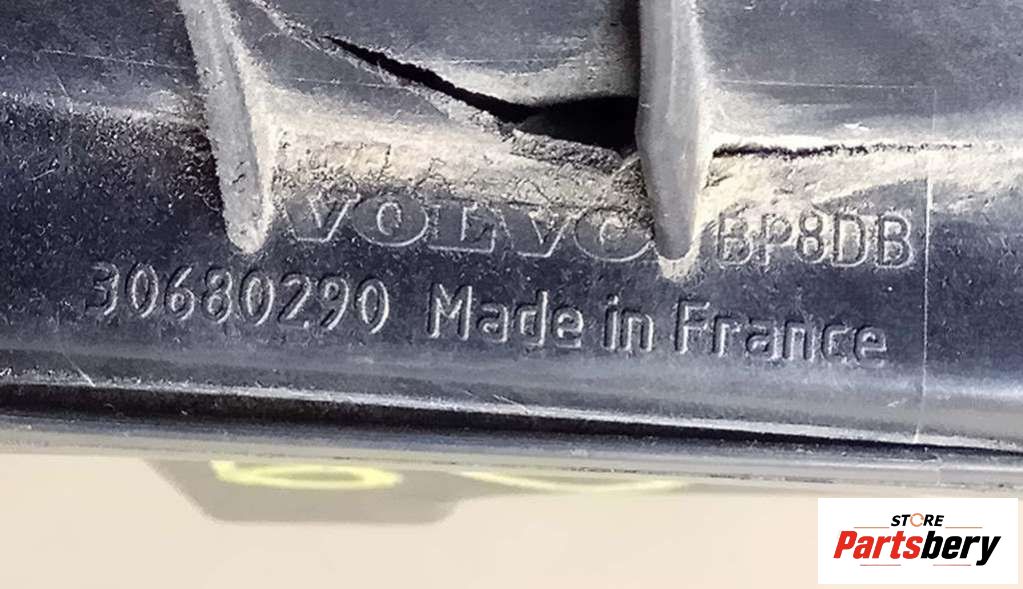 VOLVO BP8DB
30680290 Made in France
STORE
Partsbery